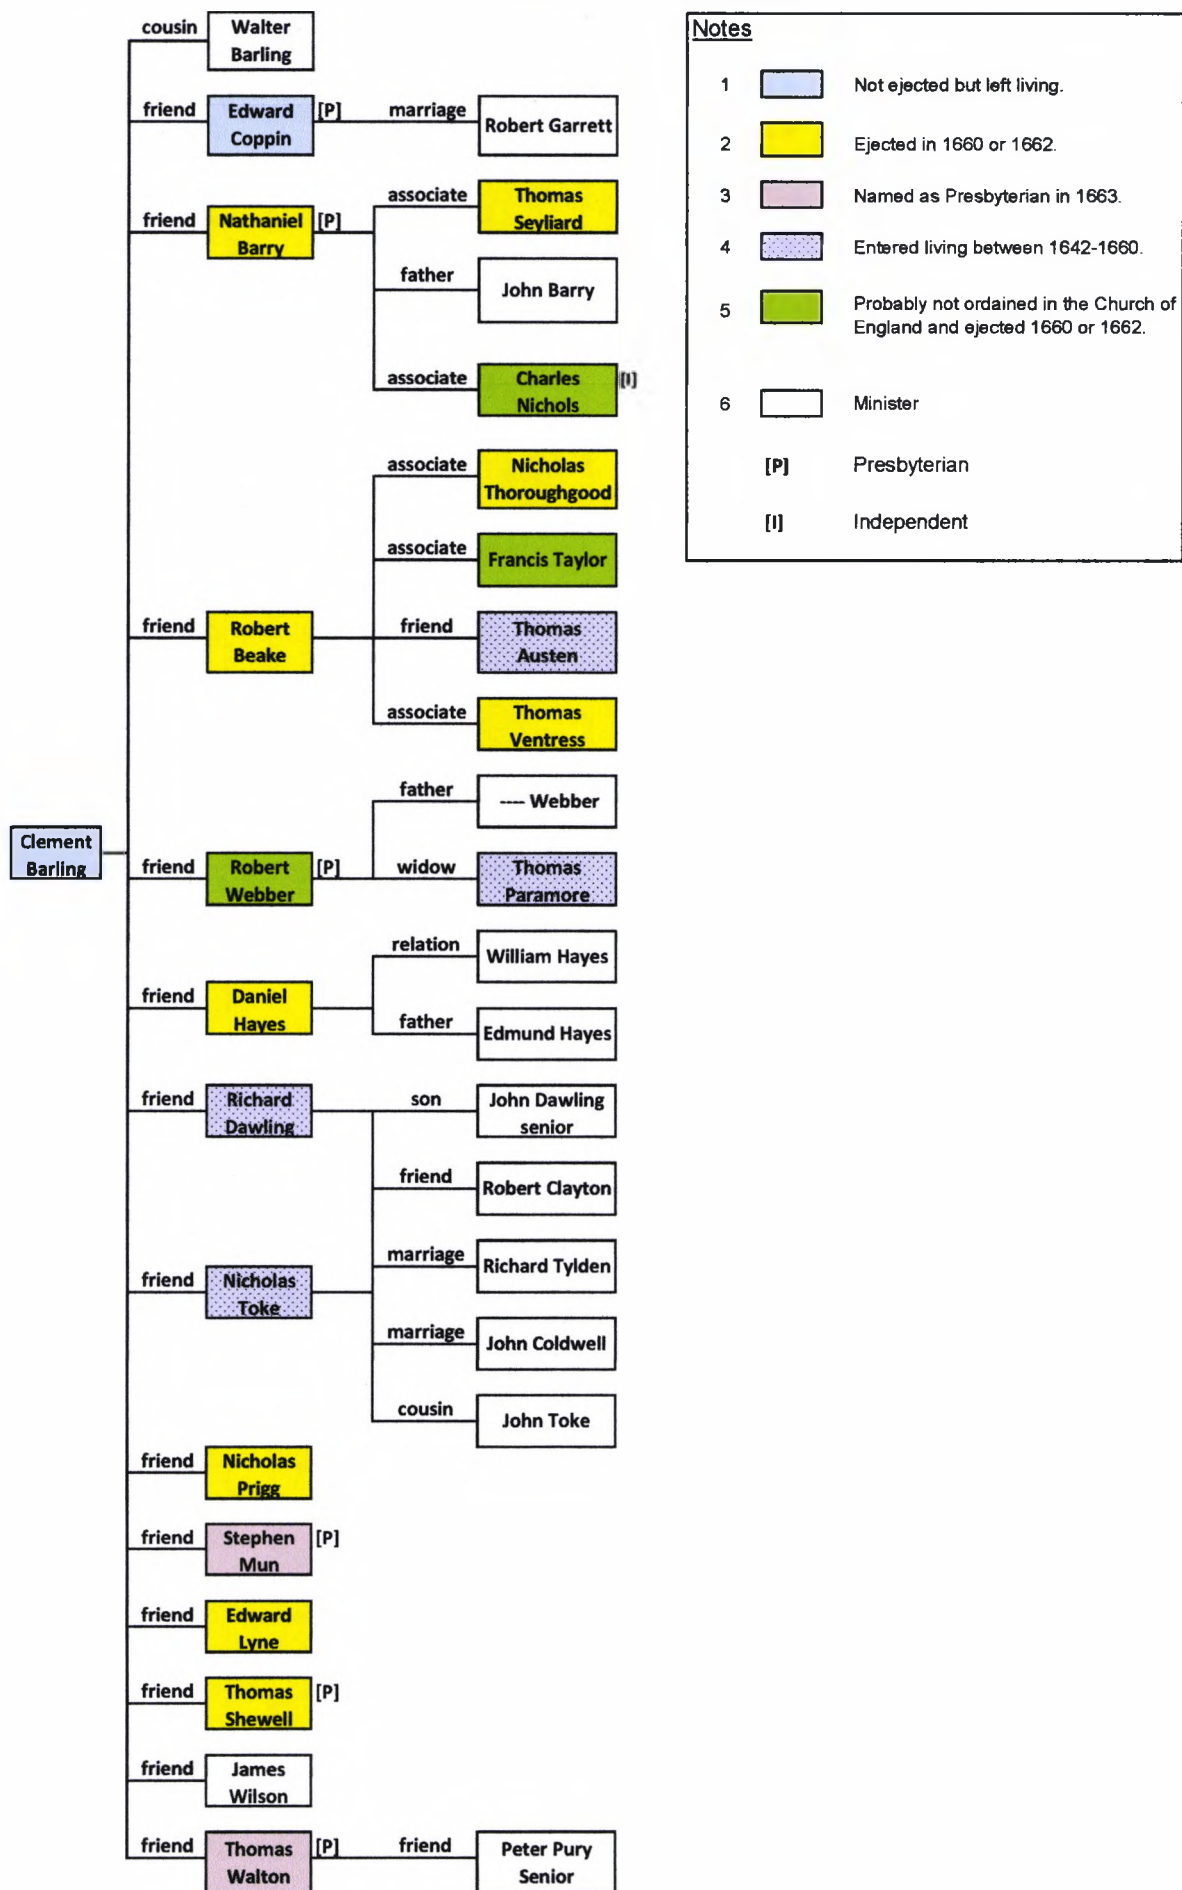 cousin
Walter
Barling
friend
Edward
Coppin
[P]
marriage
Robert Garrett
friend
Nathaniel
Barry
[P]
associate
Thomas
Seyliard
father
John Barry
associate
Charles
Nichols
[I]
friend
Robert
Beake
associate
Nicholas
Thoroughgood
associate
Francis Taylor
friend
Thomas
Austen
associate
Thomas
Ventress
Clement
Barling
friend
Robert
Webber
[P]
father
---- Webber
widow
Thomas
Paramore
friend
Daniel
Hayes
relation
William Hayes
father
Edmund Hayes
friend
Richard
Dawling
son
John Dawling
senior
friend
Robert Clayton
friend
Nicholas
Toke
marriage
Richard Tylden
marriage
John Coldwell
cousin
John Toke
friend
Nicholas
Prigg
friend
Stephen
Mun
[P]
friend
Edward
Lyne
friend
Thomas
Shewell
[P]
friend
James
Wilson
friend
Thomas
Walton
[P]
friend
Peter Pury
Senior
Notes
1 Not ejected but left living.
2 Ejected in 1660 or 1662.
3 Named as Presbyterian in 1663.
4 Entered living between 1642-1660.
5 Probably not ordained in the Church of
England and ejected 1660 or 1662.
6 Minister
[P] Presbyterian
[I] Independent